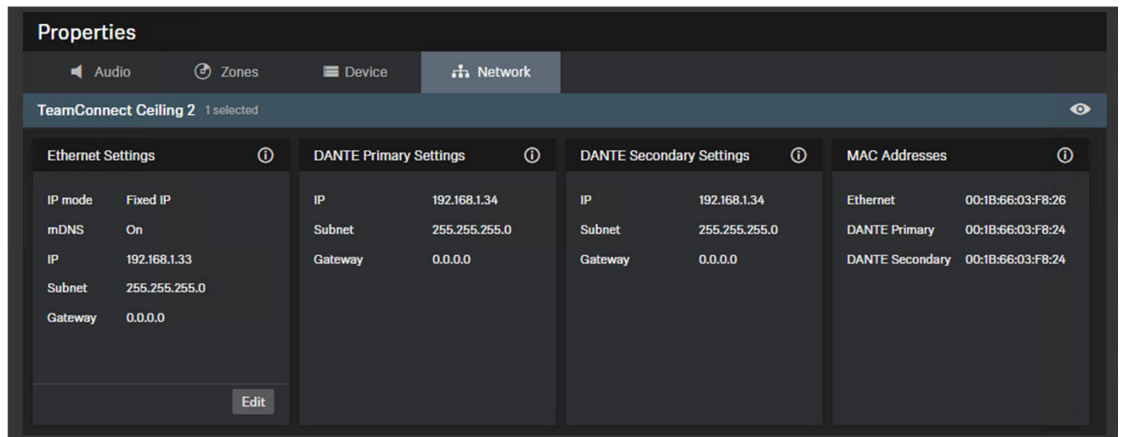 Properties
Audio
Zones
Device
Network
TeamConnect Ceiling 2 1 selected
Ethernet Settings
IP mode Fixed IP
mDNS On
IP 192.168.1.33
Subnet 255.255.255.0
Gateway 0.0.0.0
Edit
DANTE Primary Settings
IP 192.168.1.34
Subnet 255.255.255.0
Gateway 0.0.0.0
DANTE Secondary Settings
IP 192.168.1.34
Subnet 255.255.255.0
Gateway 0.0.0.0
MAC Addresses
Ethernet 00:1B:66:03:F8:26
DANTE Primary 00:1B:66:03:F8:24
DANTE Secondary 00:1B:66:03:F8:24